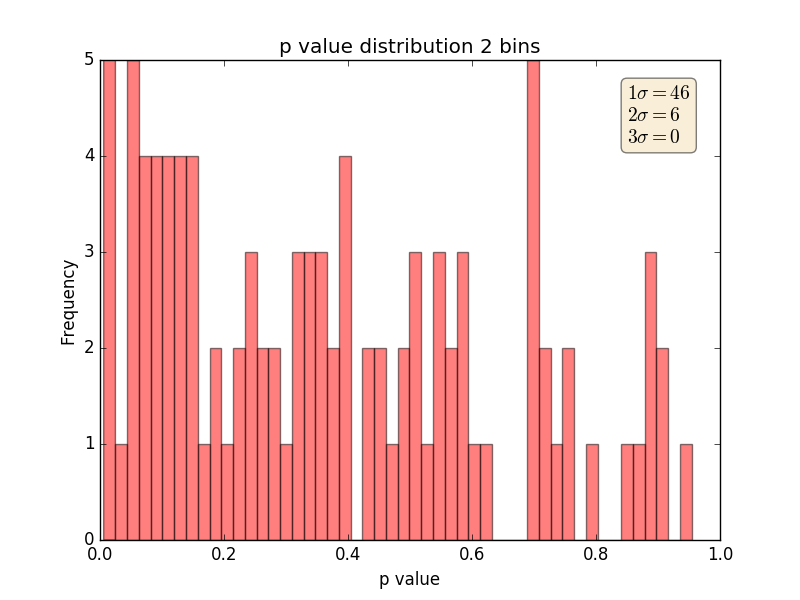 p value distribution 2 bins
1σ = 46
2σ = 6
3σ = 0
5
4
3
2
1
0
Frequency
0.0 0.2 0.4 0.6 0.8 1.0
p value